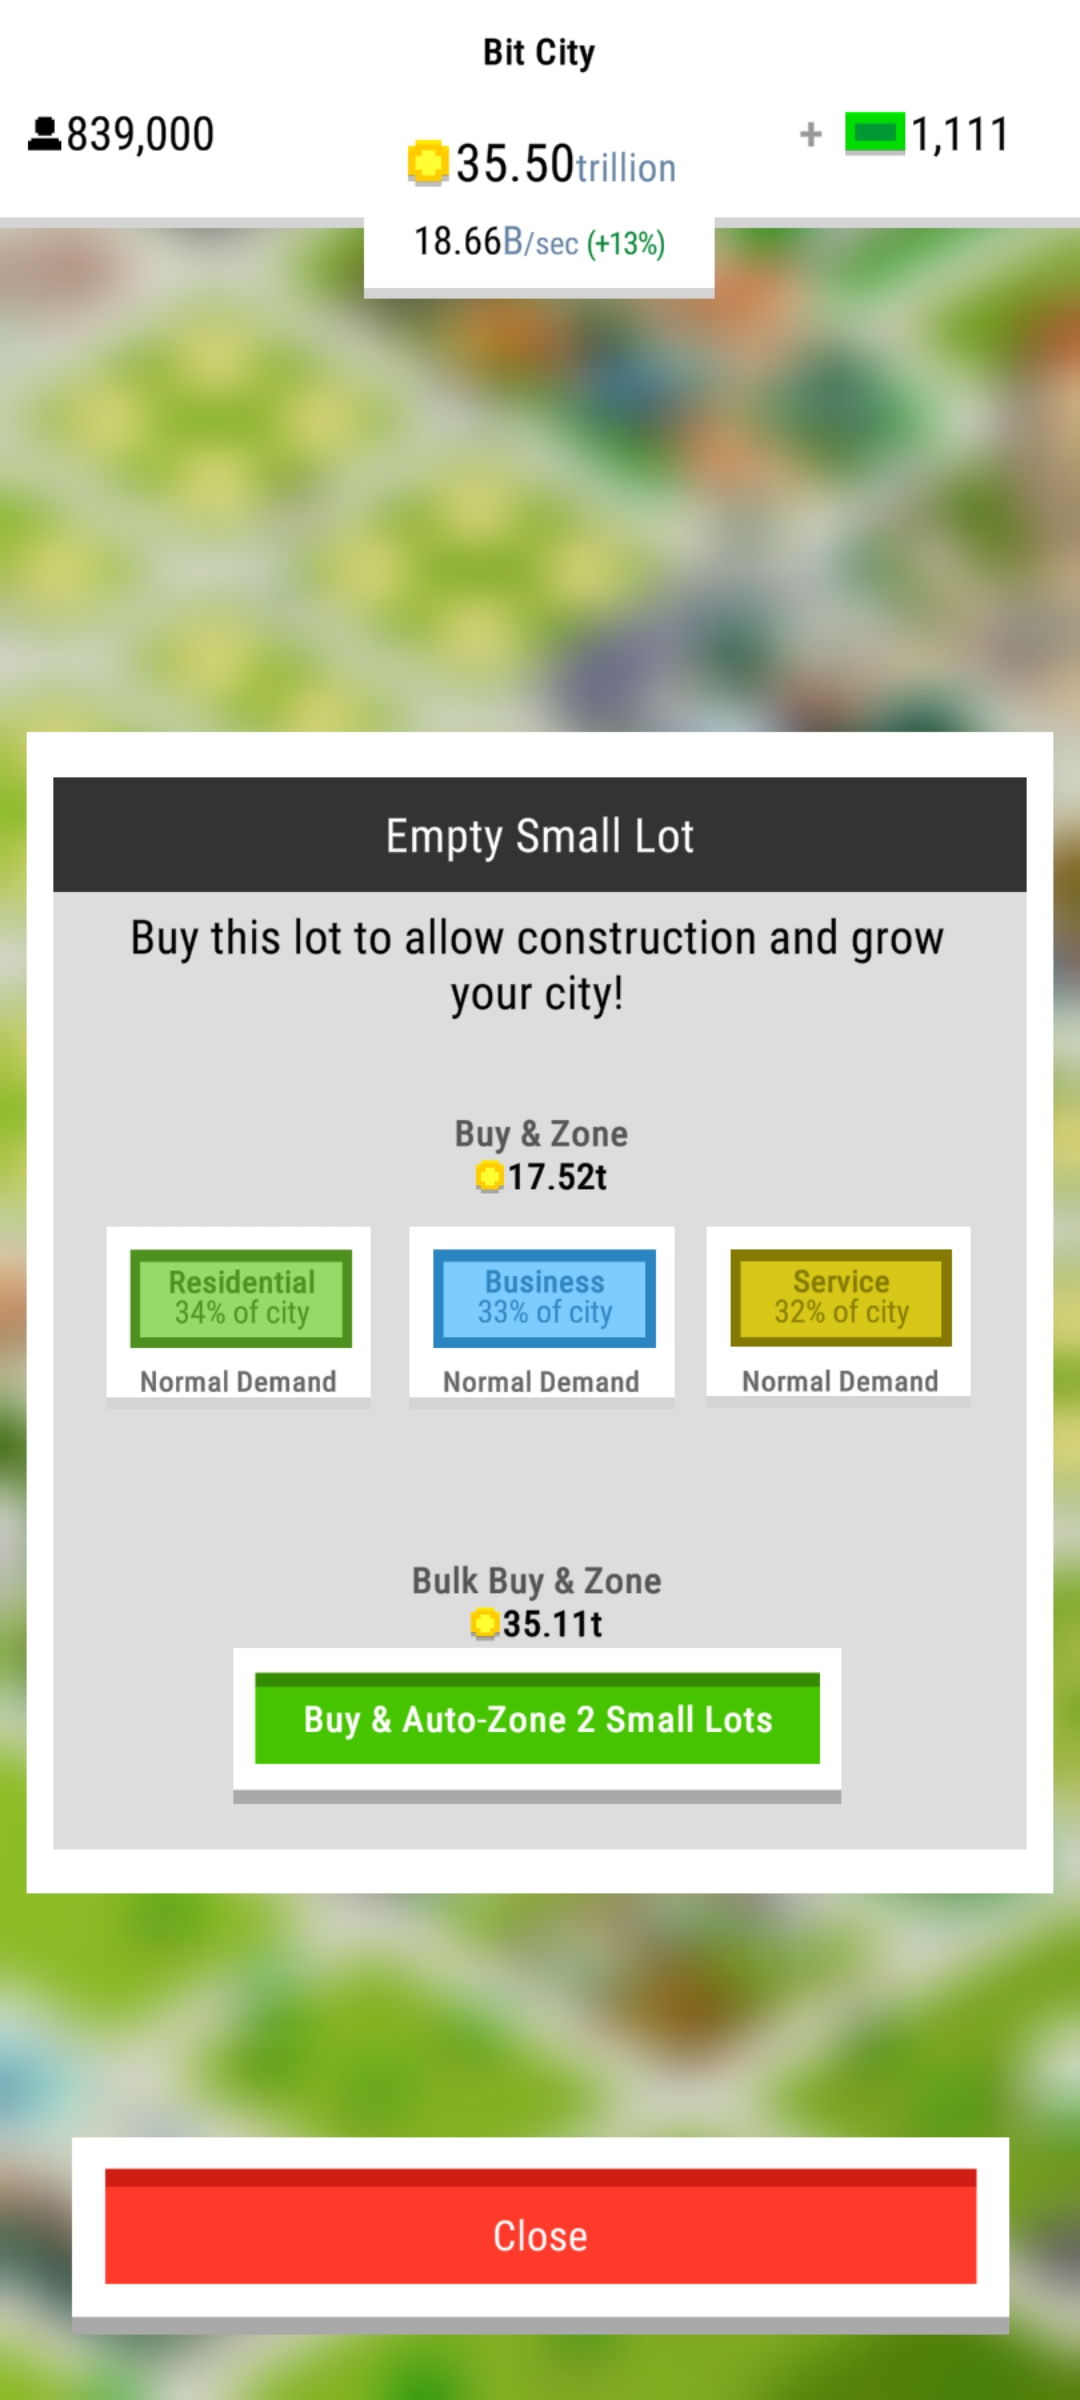 Bit City
839,000
35.50trillion
+ 1,111
18.66B/sec (+13%)
Empty Small Lot
Buy this lot to allow construction and grow
your city!
Buy & Zone
17.52t
Residential
34% of city
Normal Demand
Business
33% of city
Normal Demand
Service
32% of city
Normal Demand
Bulk Buy & Zone
35.11t
Buy & Auto-Zone 2 Small Lots
Close